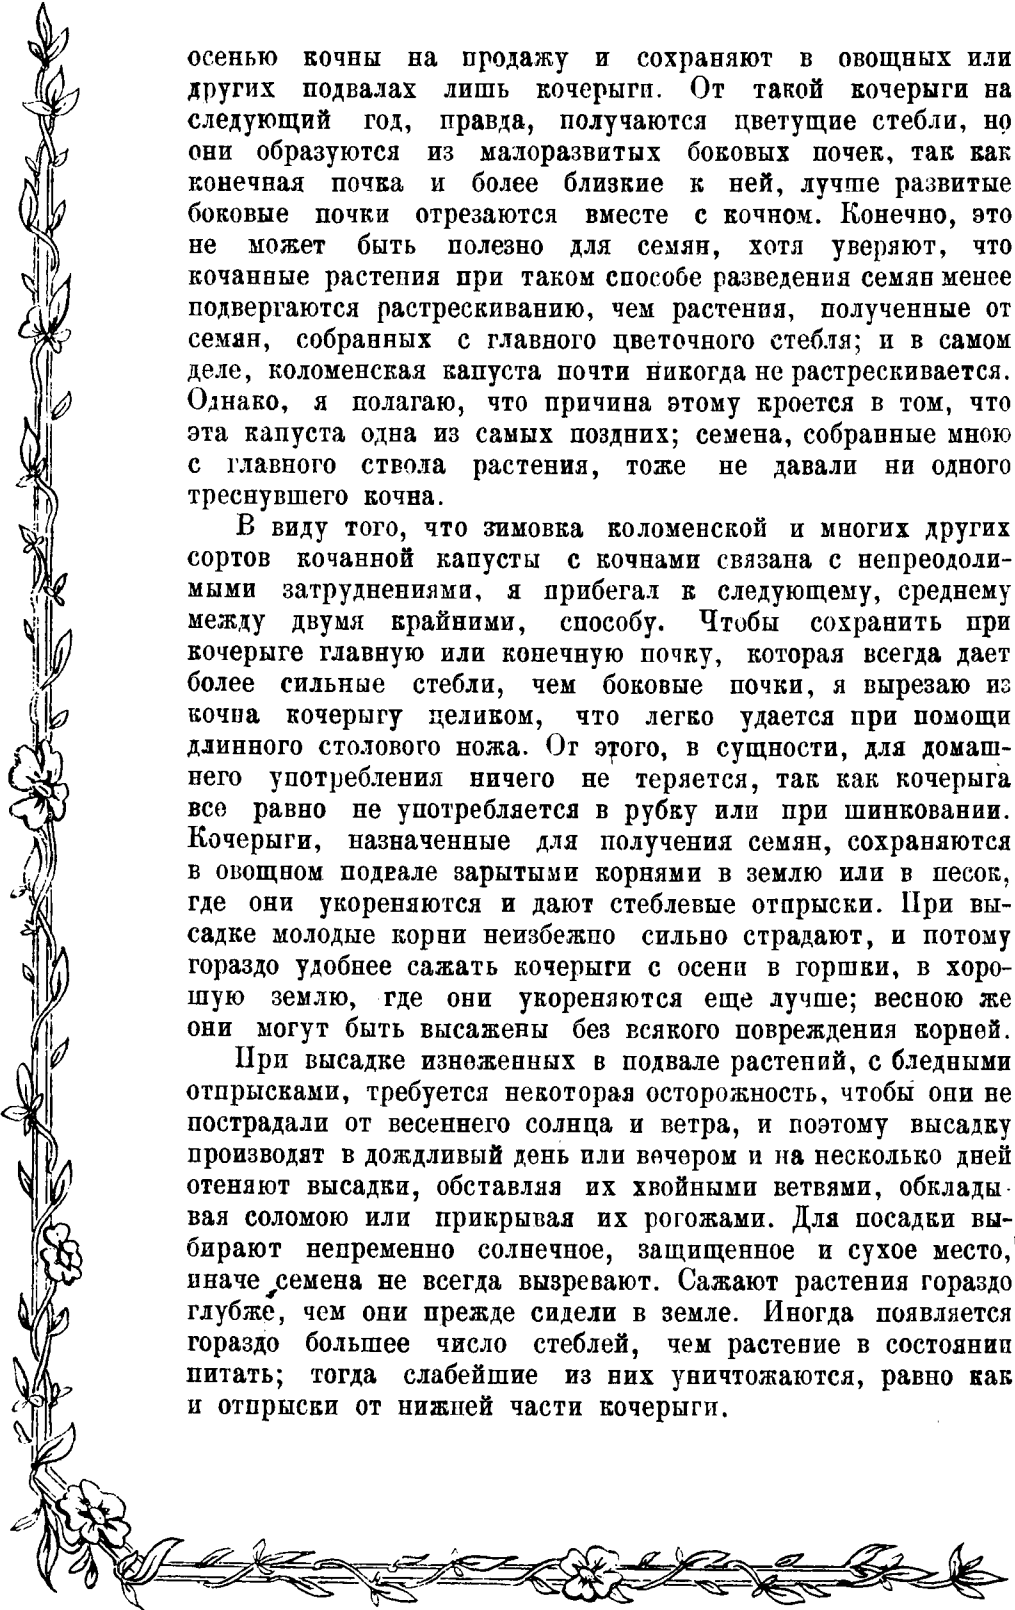 осенью кочны на продажу и сохраняют в овощных или
других подвалах лишь кочерыги. От такой кочерыги на
следующий год, правда, получаются цветущие стебли, но
они образуются из малоразвитых боковых почек, так как
конечная почка и более близкие к ней, лучше развитые
боковые почки отрезаются вместе с кочном. Конечно, это
не может быть полезно для семян, хотя уверяют, что
кочанные растения при таком способе разведения семян менее
подвергаются растрескиванию, чем растения, полученные от
семян, собранных с главного цветочного стебля; и в самом
деле, коломенская капуста почти никогда не растрескивается.
Однако, я полагаю, что причина этому кроется в том, что
эта капуста одна из самых поздних; семена, собранные мною
с главного ствола растения, тоже не давали ни одного
треснувшего кочна.
В виду того, что зимовка коломенской и многих других
сортов кочанной капусты с кочнами связана с непреодоли-
мыми затруднениями, я прибегал к следующему, среднему
между двумя крайними, способу. Чтобы сохранить при
кочерыге главную или конечную почку, которая всегда дает
более сильные стебли, чем боковые почки, я вырезаю из
кочна кочерыгу целиком, что легко удается при помощи
длинного столового ножа. От этого, в сущности, для домаш-
него употребления ничего не теряется, так как кочерыга
все равно не употребляется в рубку или при шинковании.
Кочерыги, назначенные для получения семян, сохраняются
в овощном подвале зарытыми корнями в землю или в песок,
где они укореняются и дают стеблевые отпрыски. При вы-
садке молодые корни неизбежно сильно страдают, и потому
гораздо удобнее сажать кочерыги с осени в горшки, в хоро-
шую землю, где они укореняются еще лучше; весною же
они могут быть высажены без всякого повреждения корней.
При высадке изнеженных в подвале растений, с бледными
отпрысками, требуется некоторая осторожность, чтобы они не
пострадали от весеннего солнца и ветра, и поэтому высадку
производят в дождливый день или вечером и на несколько дней
отеняют высадки, обставляя их хвойными ветвями, обклады-
вая соломою или прикрывая их рогожами. Для посадки вы-
бирают непременно солнечное, защищенное и сухое место,
иначе семена не всегда вызревают. Сажают растения гораздо
глубже, чем они прежде сидели в земле. Иногда появляется
гораздо большее число стеблей, чем растение в состоянии
питать; тогда слабейшие из них уничтожаются, равно как
и отпрыски от нижней части кочерыги.